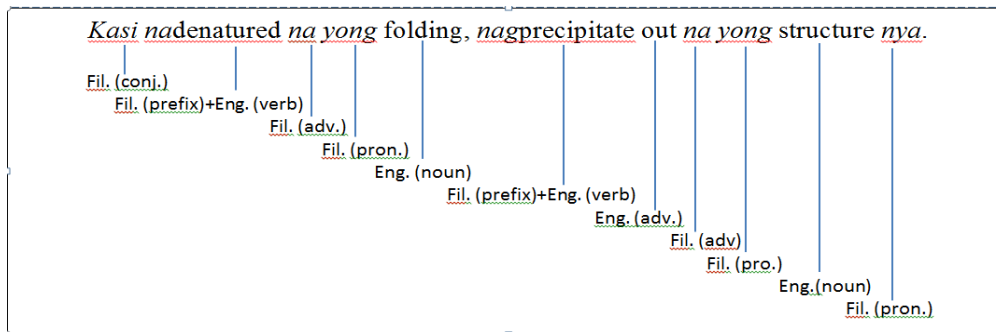 Kasi nadenatured na yong folding, nagprecipitate out na yong structure nya.
Fil. (conj.)
Fil. (prefix)+Eng. (verb)
Fil. (adv.)
Fil. (pron.)
Eng. (noun)
Fil. (prefix)+Eng. (verb)
Eng. (adv.)
Fil. (adv)
Fil. (pro.)
Eng.(noun)
Fil. (pron.)